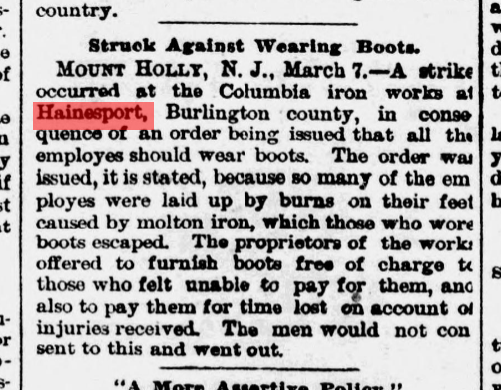 country.
Struck Against Wearing Boots.
MOUNT HOLLY, N. J., March 7.—A strike
occurred at the Columbia iron works at
Hainesport, Burlington county, in conse
quence of an order being issued that all the
employes should wear boots. The order was
issued, it is stated, because so many of the em
ployes were laid up by burns on their feet
caused by molton iron, which those who wore
boots escaped. The proprietors of the works
offered to furnish boots free of charge to
those who felt unable to pay for them, and
also to pay them for time lost on account of
injuries received. The men would not con
sent to this and went out.
"A More Assertive Policy."